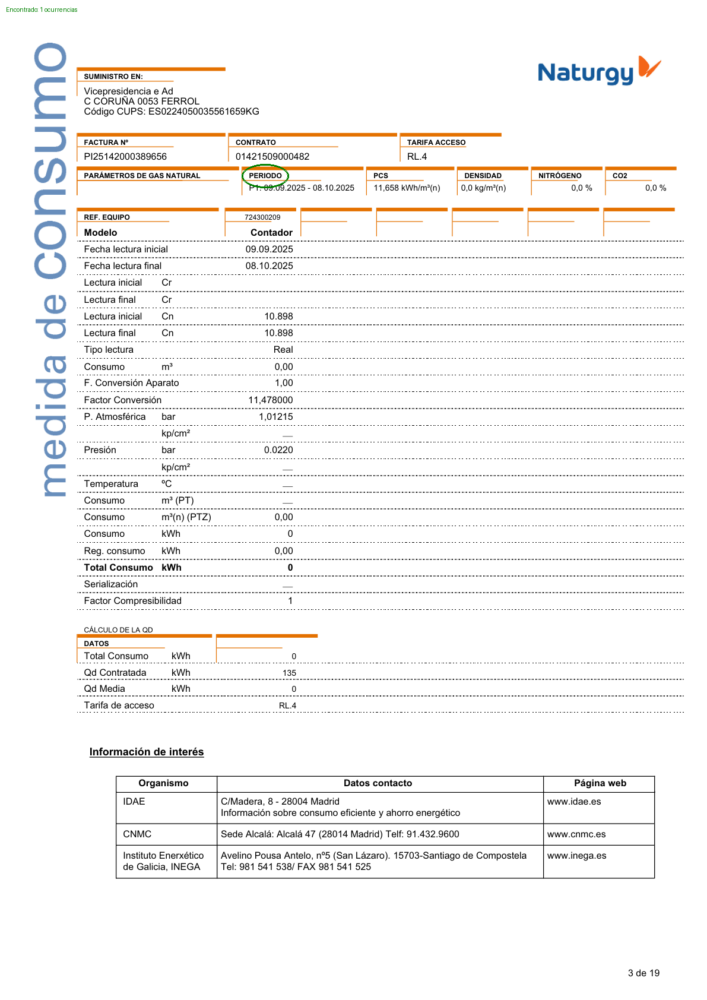 Encontrado: 1 ocurrencias
medida de consumo
Naturgy
SUMINISTRO EN:
Vicepresidencia e Ad
C CORUÑA 0053 FERROL
Código CUPS: ES0224050035561659KG
FACTURA Nº CONTRATO TARIFA ACCESO
PI25142000389656 01421509000482 RL.4
PARÁMETROS DE GAS NATURAL PERIODO PCS DENSIDAD NITRÓGENO CO2
P1: 09.09.2025 - 08.10.2025 11,658 kWh/m³(n) 0,0 kg/m³(n) 0,0 % 0,0 %
REF. EQUIPO 724300209
Modelo Contador
Fecha lectura inicial 09.09.2025
Fecha lectura final 08.10.2025
Lectura inicial Cr
Lectura final Cr
Lectura inicial Cn 10.898
Lectura final Cn 10.898
Tipo lectura Real
Consumo m³ 0,00
F. Conversión Aparato 1,00
Factor Conversión 11,478000
P. Atmosférica bar 1,01215
kp/cm² __
Presión bar 0.0220
kp/cm² __
Temperatura ºC __
Consumo m³ (PT) __
Consumo m³(n) (PTZ) 0,00
Consumo kWh 0
Reg. consumo kWh 0,00
Total Consumo kWh 0
Serialización __
Factor Compresibilidad 1
CÁLCULO DE LA QD
DATOS
Total Consumo kWh 0
Qd Contratada kWh 135
Qd Media kWh 0
Tarifa de acceso RL.4
Información de interés
Organismo Datos contacto Página web
IDAE C/Madera, 8 - 28004 Madrid www.idae.es
Información sobre consumo eficiente y ahorro energético
CNMC Sede Alcalá: Alcalá 47 (28014 Madrid) Telf: 91.432.9600 www.cnmc.es
Instituto Enerxético Avelino Pousa Antelo, nº5 (San Lázaro). 15703-Santiago de Compostela www.inega.es
de Galicia, INEGA Tel: 981 541 538/ FAX 981 541 525
3 de 19